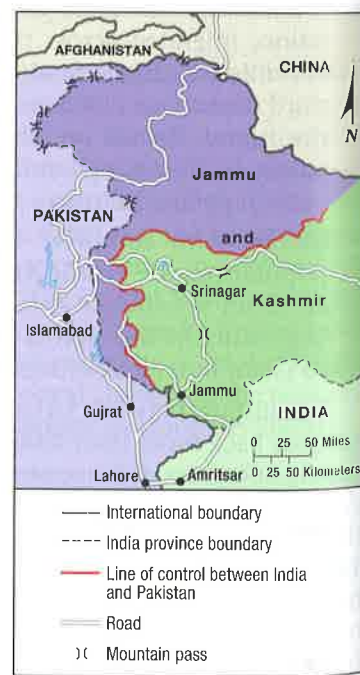 AFGHANISTAN
CHINA
N
Jammu
PAKISTAN
and
Srinagar
Kashmir
Islamabad
Jammu
Gujrat
INDIA
0 25 50 Miles
0 25 50 Kilometers
Lahore
Amritsar
International boundary
India province boundary
Line of control between India
and Pakistan
Road
Mountain pass